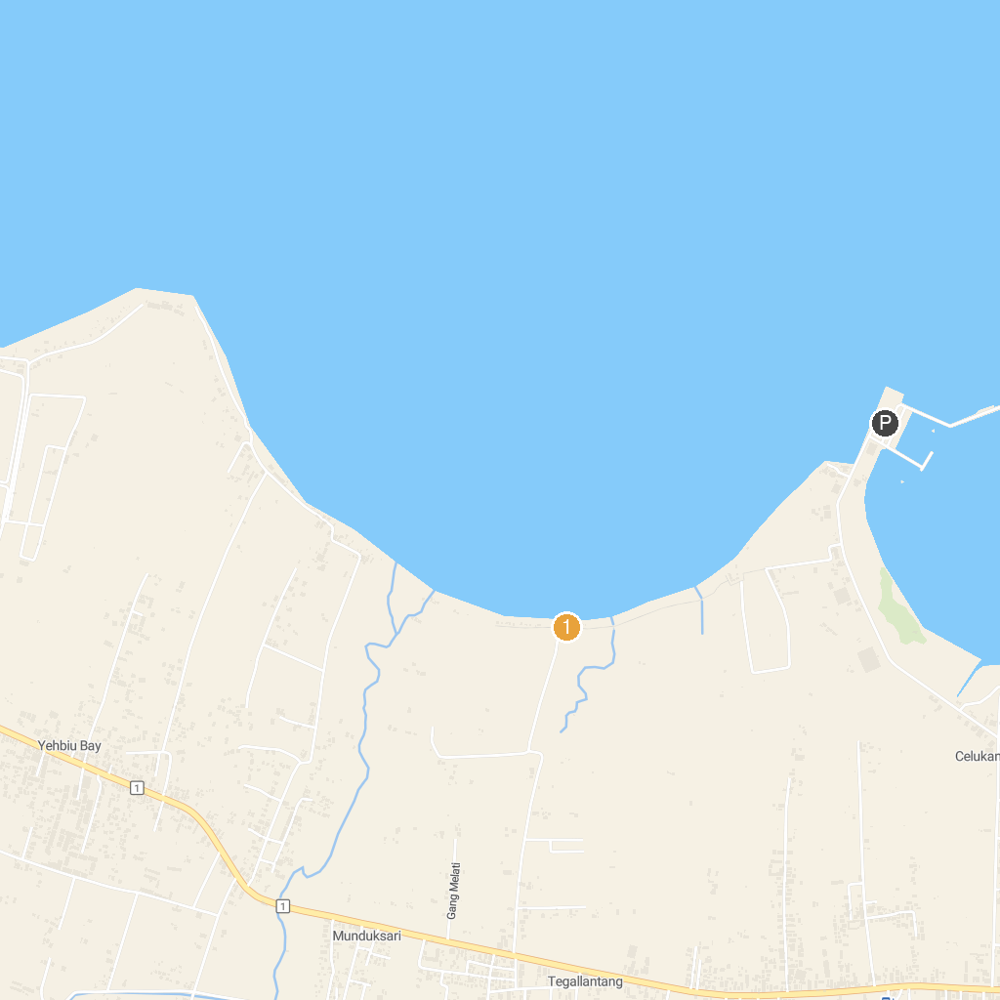 P
1
Yehbiu Bay
Celukan
1
Gang Melati
1
Munduksari
Tegallantang